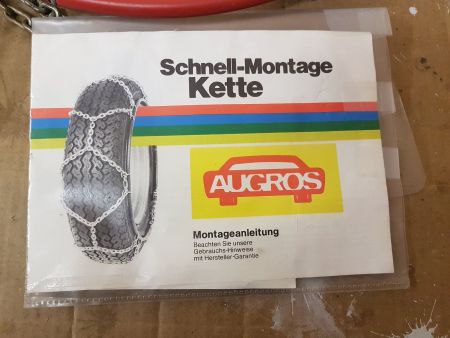 Schnell-Montage
Kette
AUGROS
Montageanleitung
Beachten Sie unsere
Gebrauchs-Hinweise
mit Hersteller-Garantie